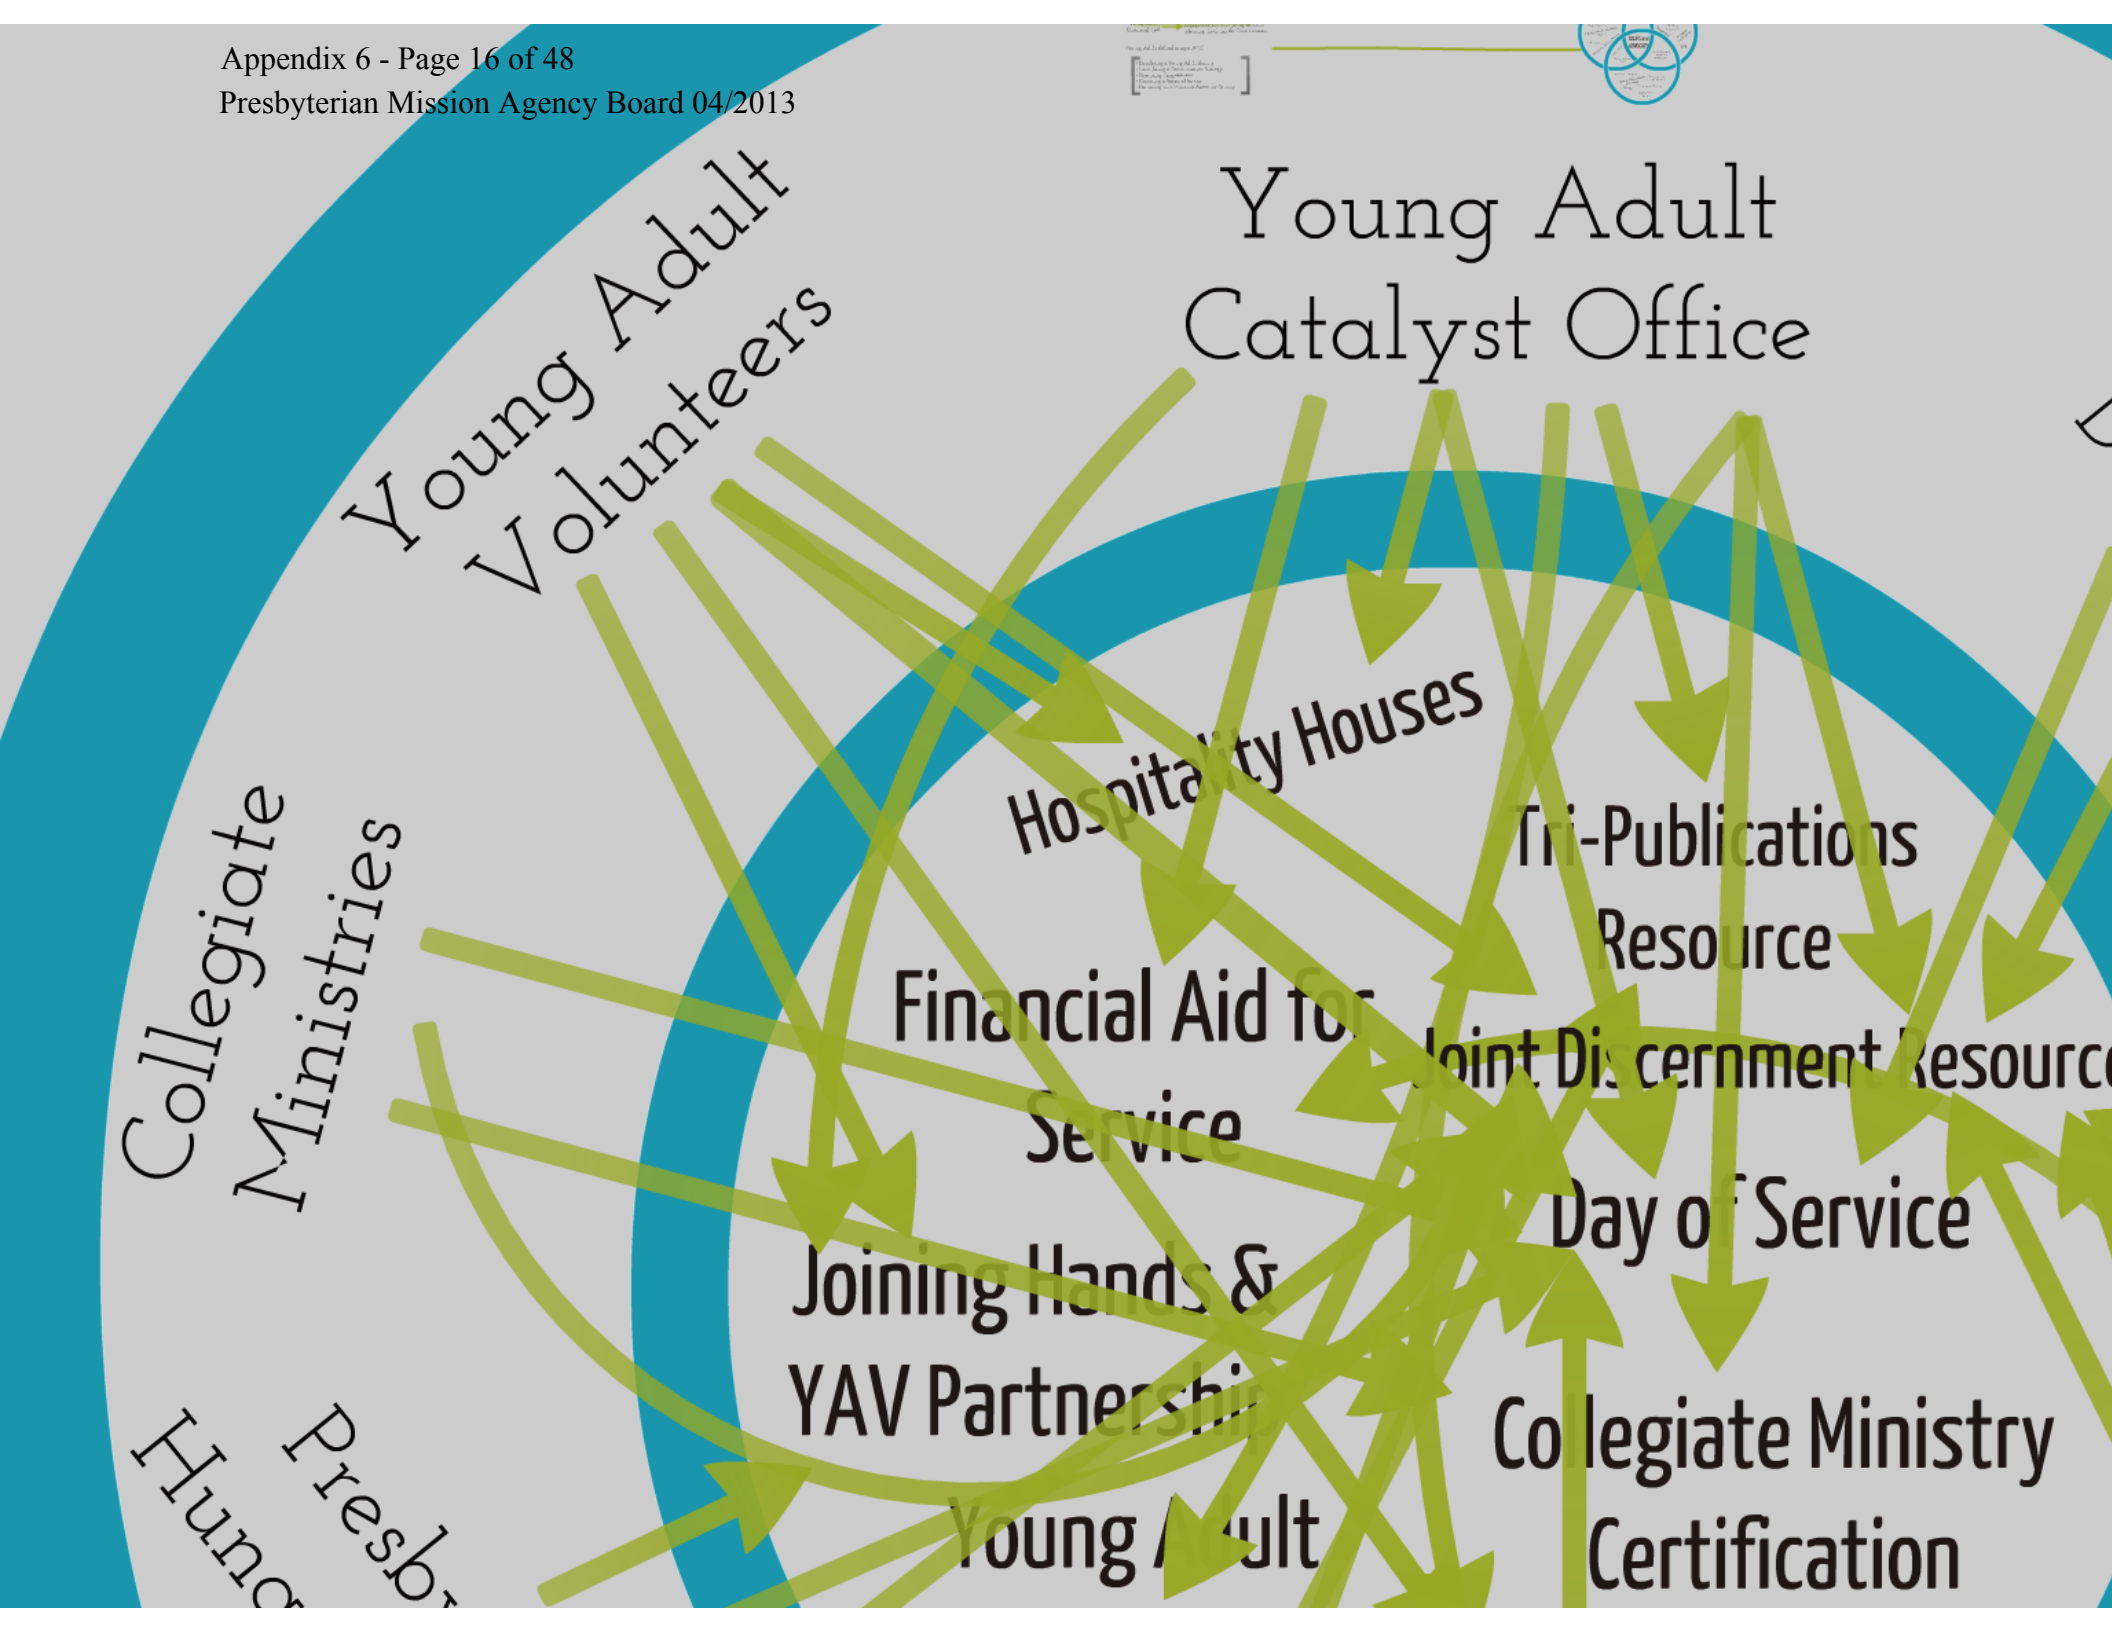 Appendix 6 - Page 16 of 48
Presbyterian Mission Agency Board 04/2013
Young Adult
Catalyst Office
Young Adult
Volunteers
Collegiate
Ministries
Hospitality Houses
Tri-Publications
Resource
Financial Aid for
Service
Joint Discernment Resource
Day of Service
Joining Hands &
YAV Partnership
Collegiate Ministry
Certification
Young Adult